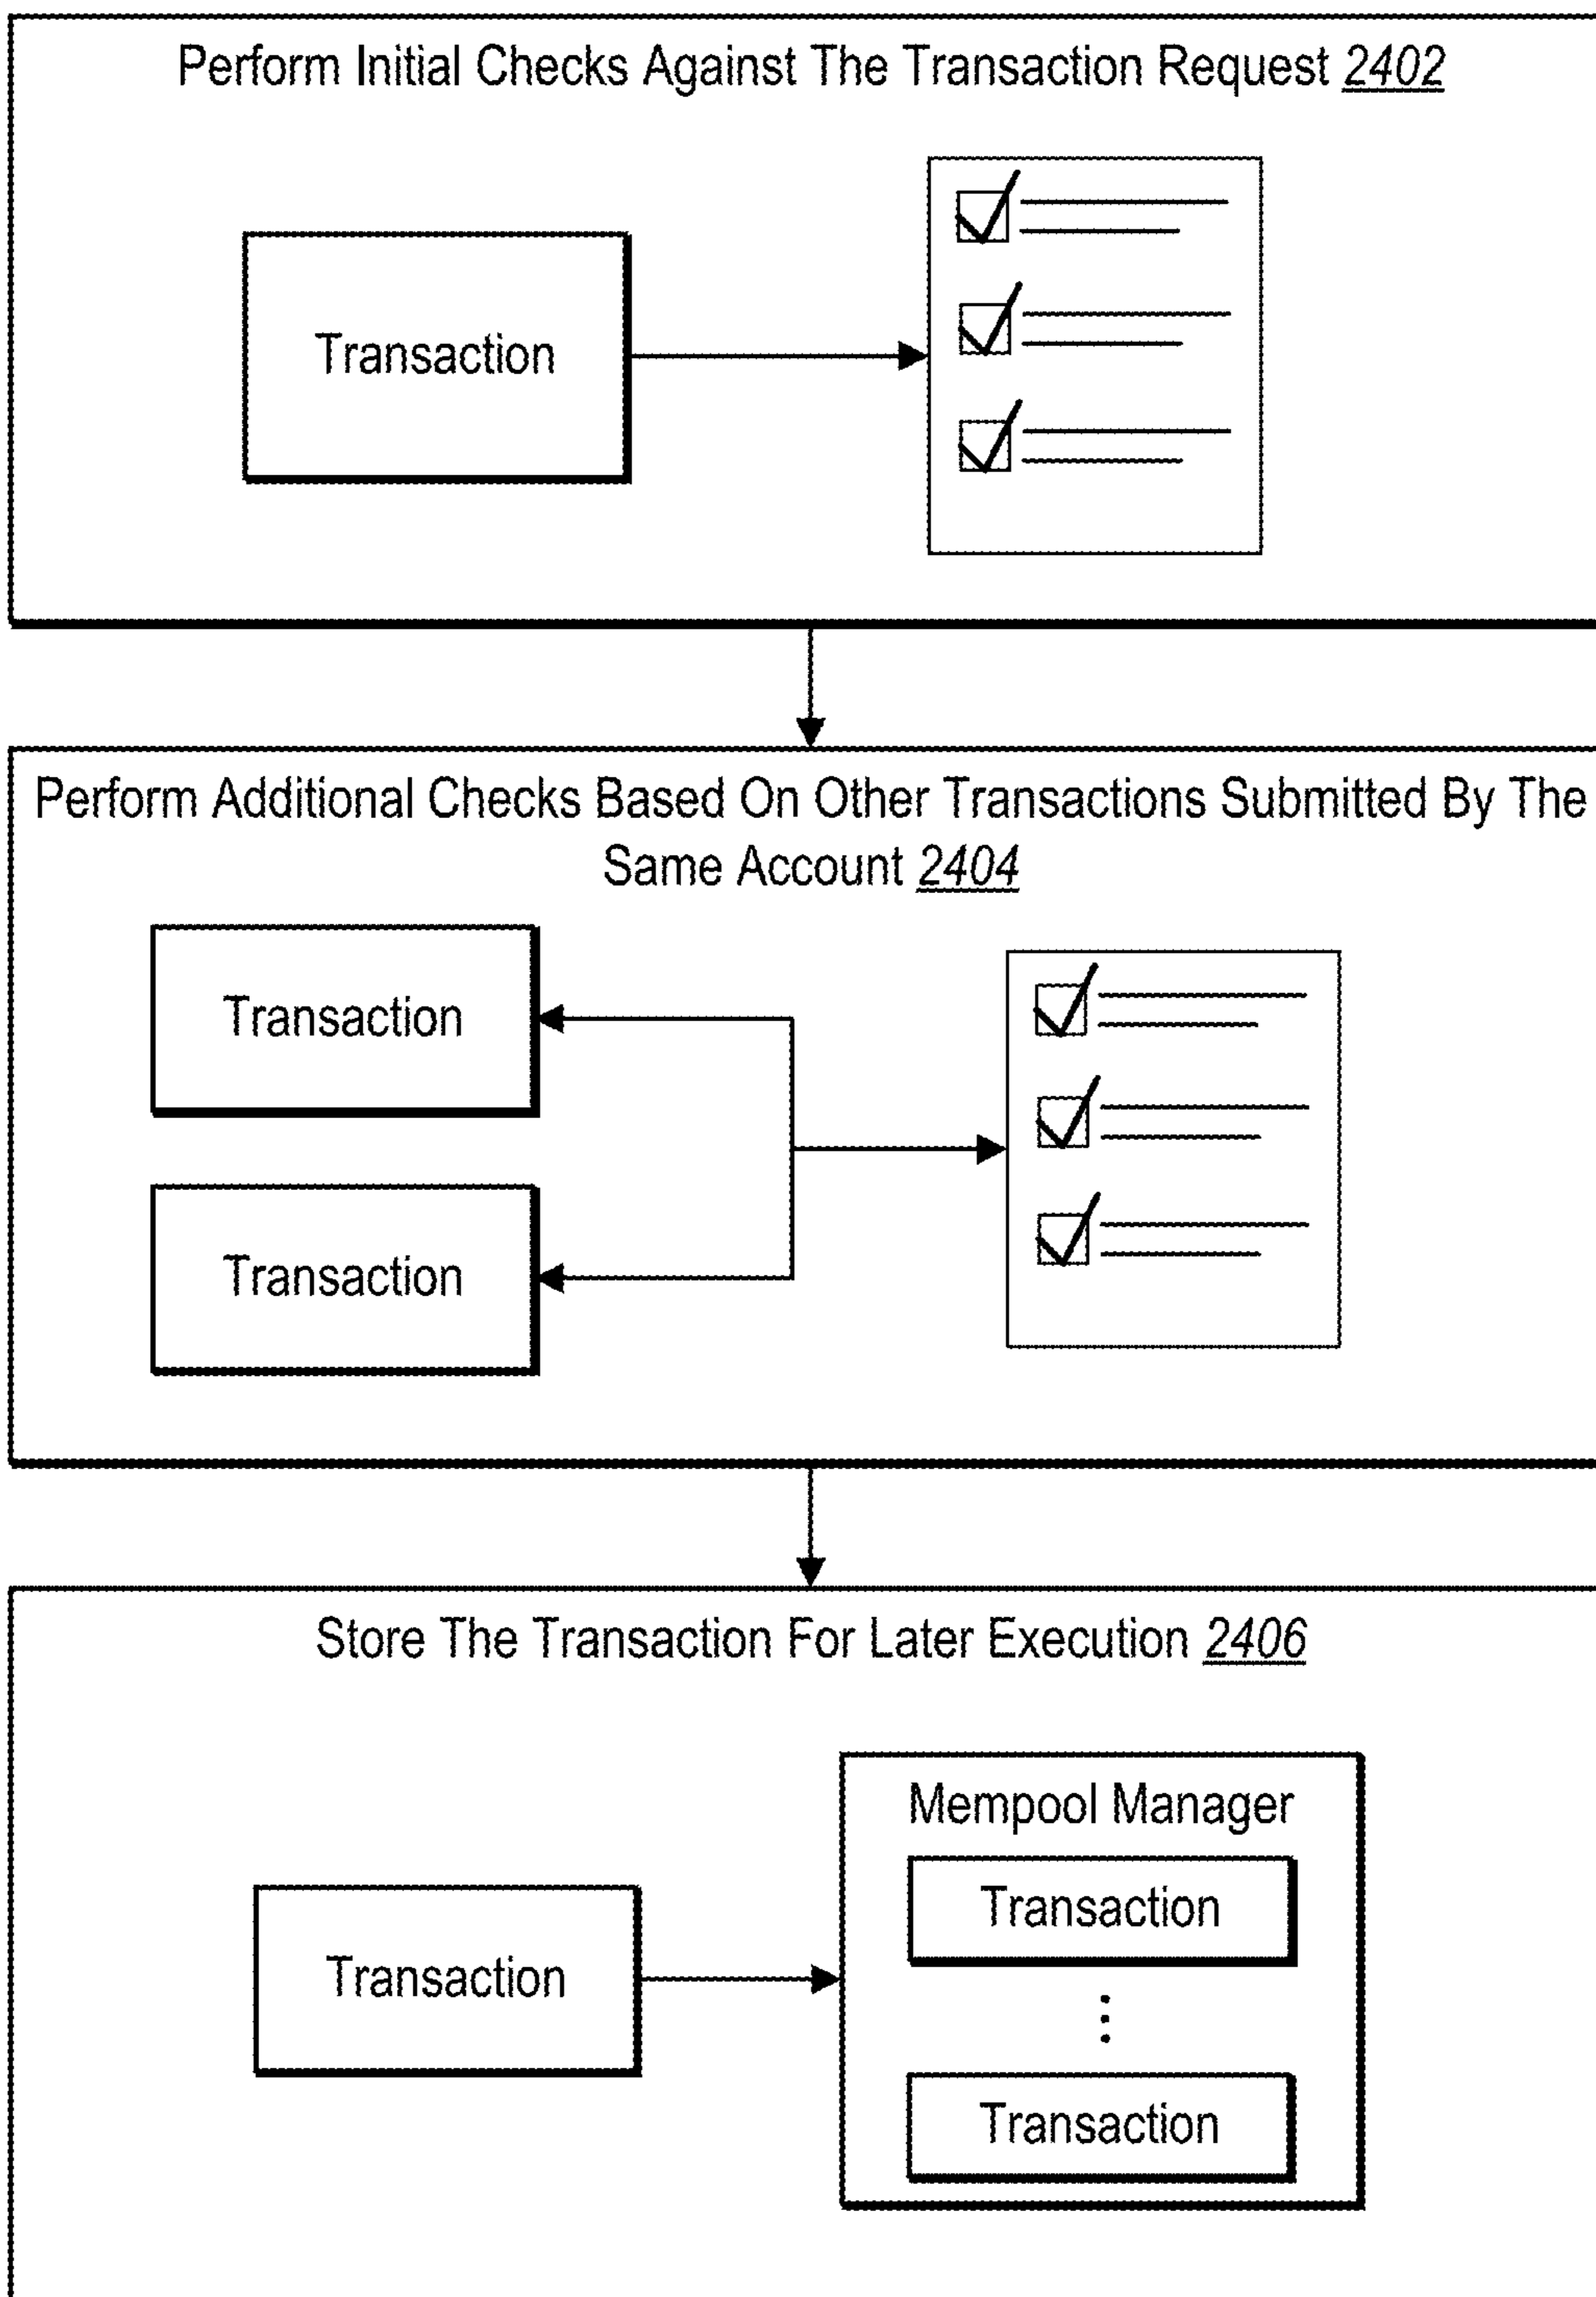 Perform Initial Checks Against The Transaction Request 2402
Transaction
Perform Additional Checks Based On Other Transactions Submitted By The
Same Account 2404
Transaction
Transaction
Store The Transaction For Later Execution 2406
Mempool Manager
Transaction
Transaction
Transaction